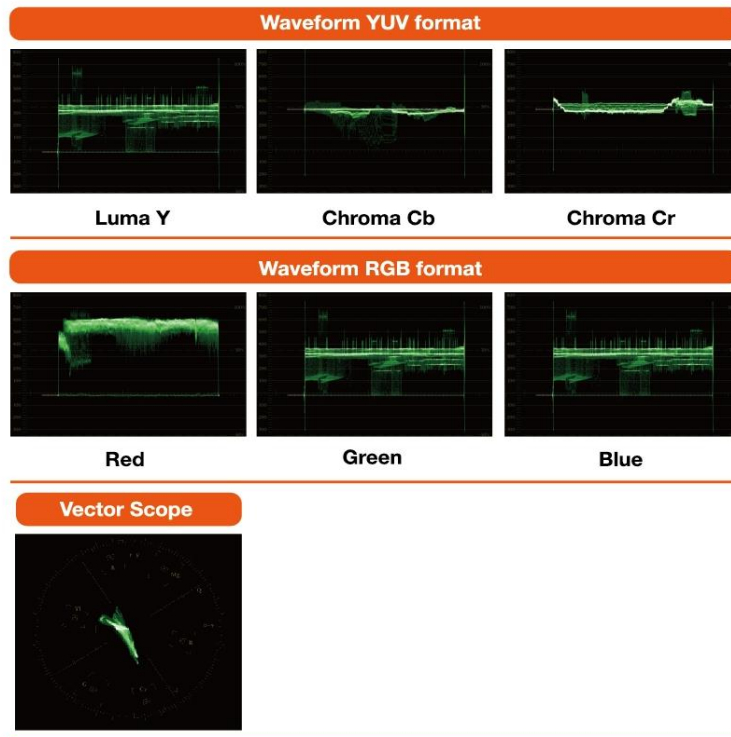 Waveform YUV format
Luma Y
Chroma Cb
Chroma Cr
Waveform RGB format
Red
Green
Blue
Vector Scope